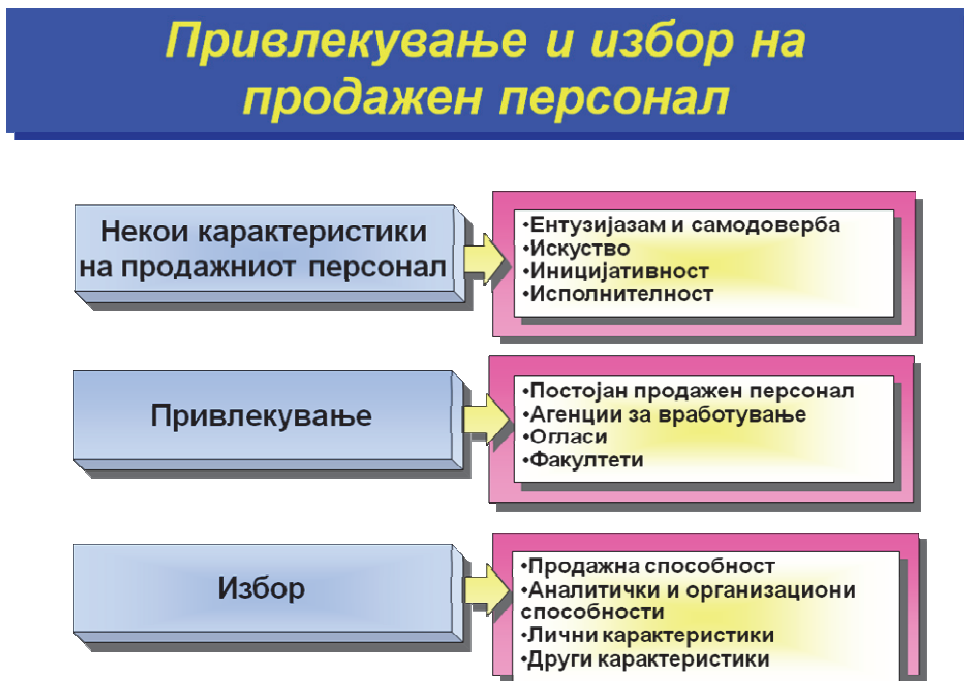 Привлекување и избор на
продажен персонал
Некои карактеристики
на продажниот персонал
•Ентузијазам и самодоверба
•Искуство
•Иницијативност
•Исполнителност
Привлекување
•Постојан продажен персонал
•Агенции за вработување
•Огласи
•Факултети
Избор
•Продажна способност
•Аналитички и организациони
способности
•Лични карактеристики
•Други карактеристики